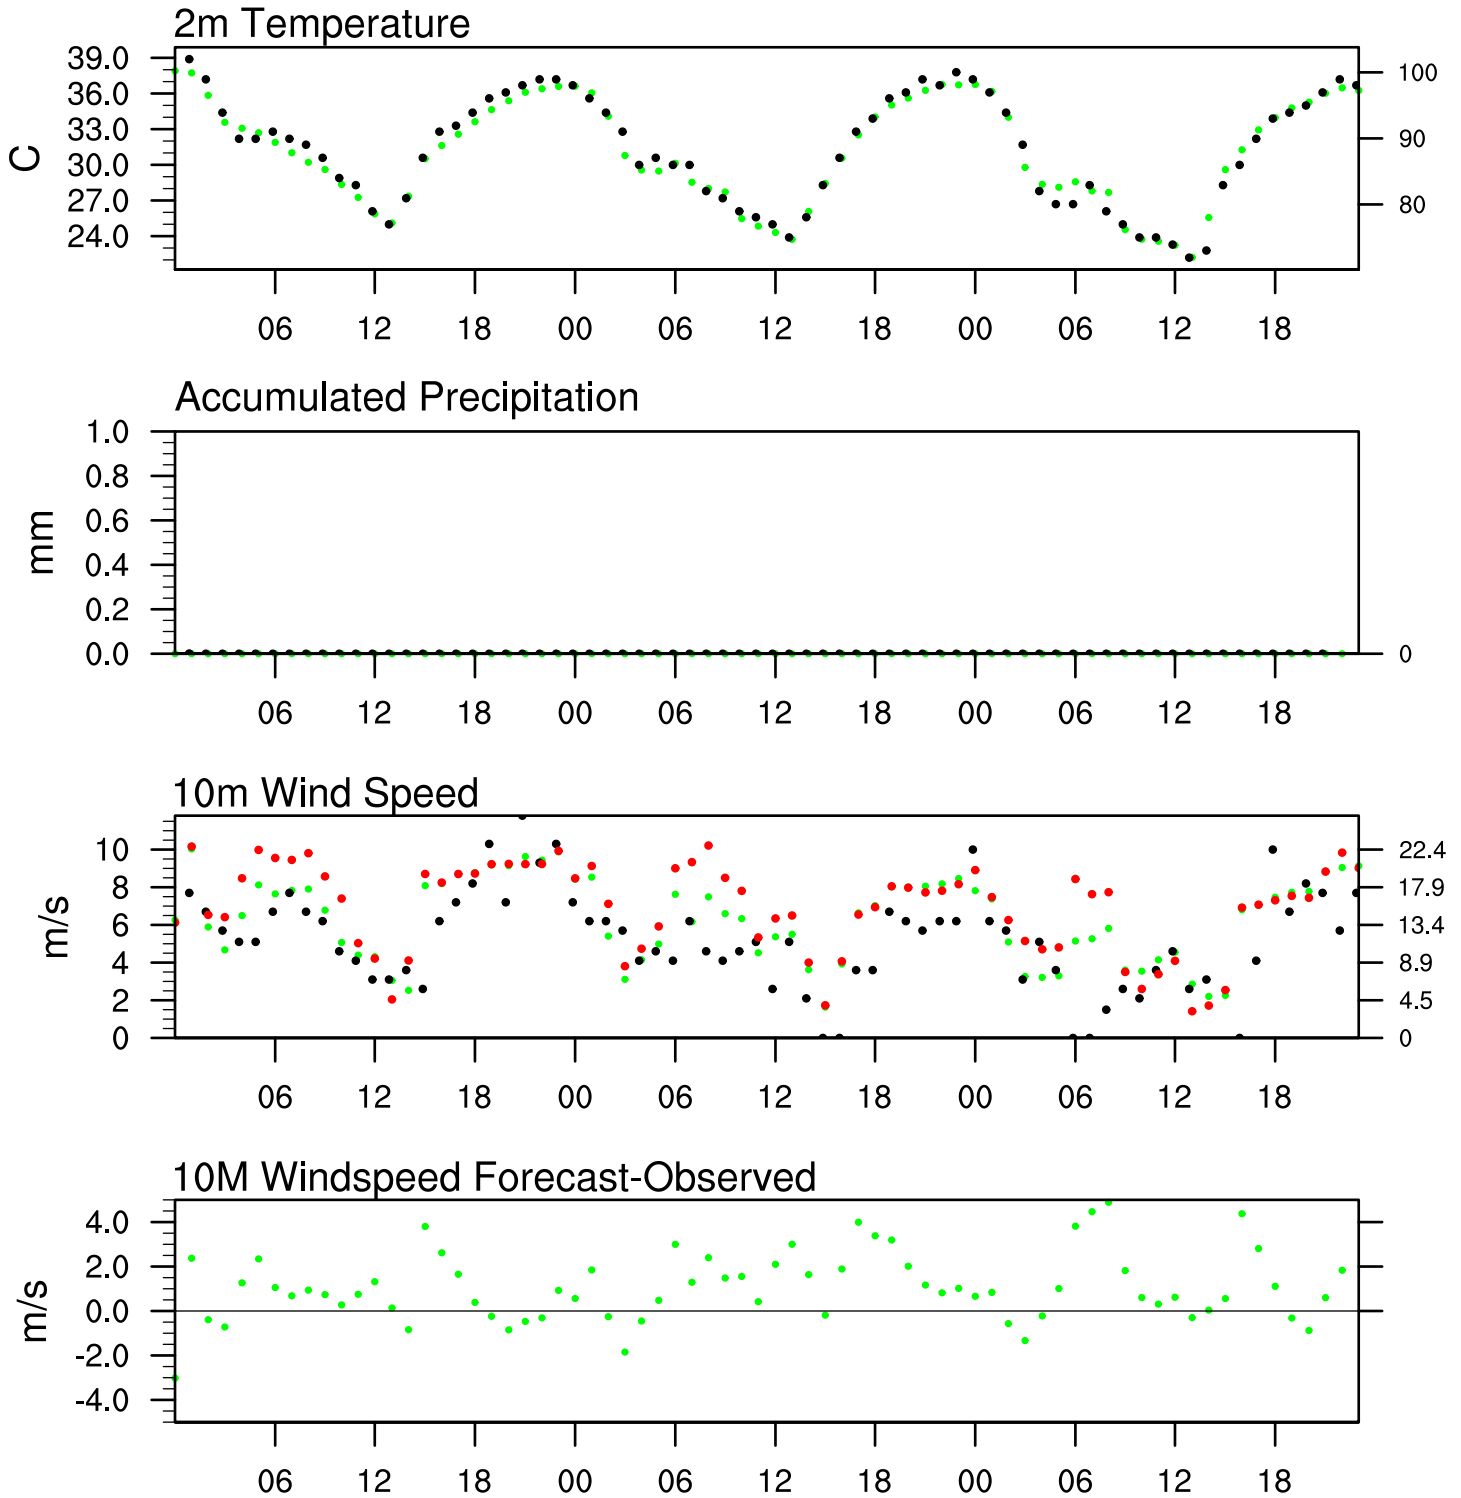 2m Temperature
39.0
36.0
33.0
30.0
27.0
24.0
C
100
90
80
06 12 18 00 06 12 18 00 06 12 18
Accumulated Precipitation
1.0
0.8
0.6
0.4
0.2
0.0
mm
0
06 12 18 00 06 12 18 00 06 12 18
10m Wind Speed
10
8
6
4
2
0
m/s
22.4
17.9
13.4
8.9
4.5
0
06 12 18 00 06 12 18 00 06 12 18
10M Windspeed Forecast-Observed
4.0
2.0
0.0
-2.0
-4.0
m/s
06 12 18 00 06 12 18 00 06 12 18